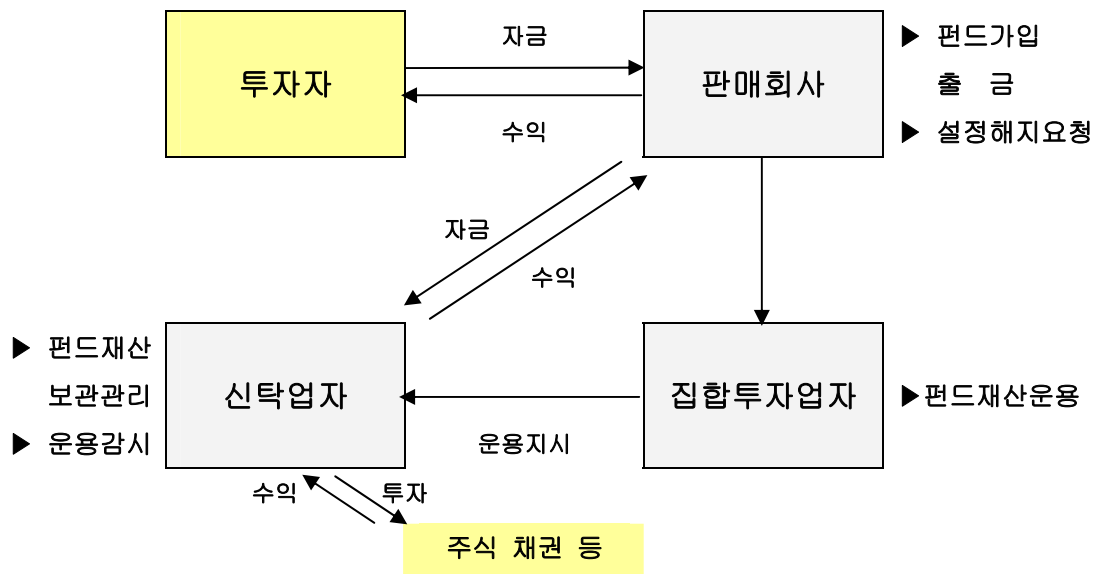 자금
투자자
판매회사
▶ 펀드가입
출 금
수익
▶ 설정해지요청
자금
수익
▶ 펀드재산
보관관리
▶ 운용감시
신탁업자
집합투자업자
▶펀드재산운용
운용지시
수익
투자
주식 채권 등